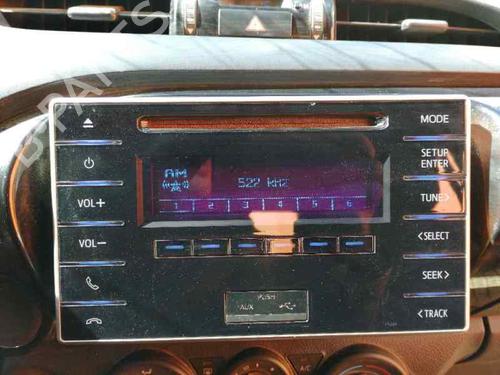 MODE
SETUP
ENTER
VOL+
TUNE>
VOL−
<SELECT
SEEK>
<TRACK
AM
522 kHz
1 2 3 4 5 6
PUSH
AUX
A/C
B-PARTS